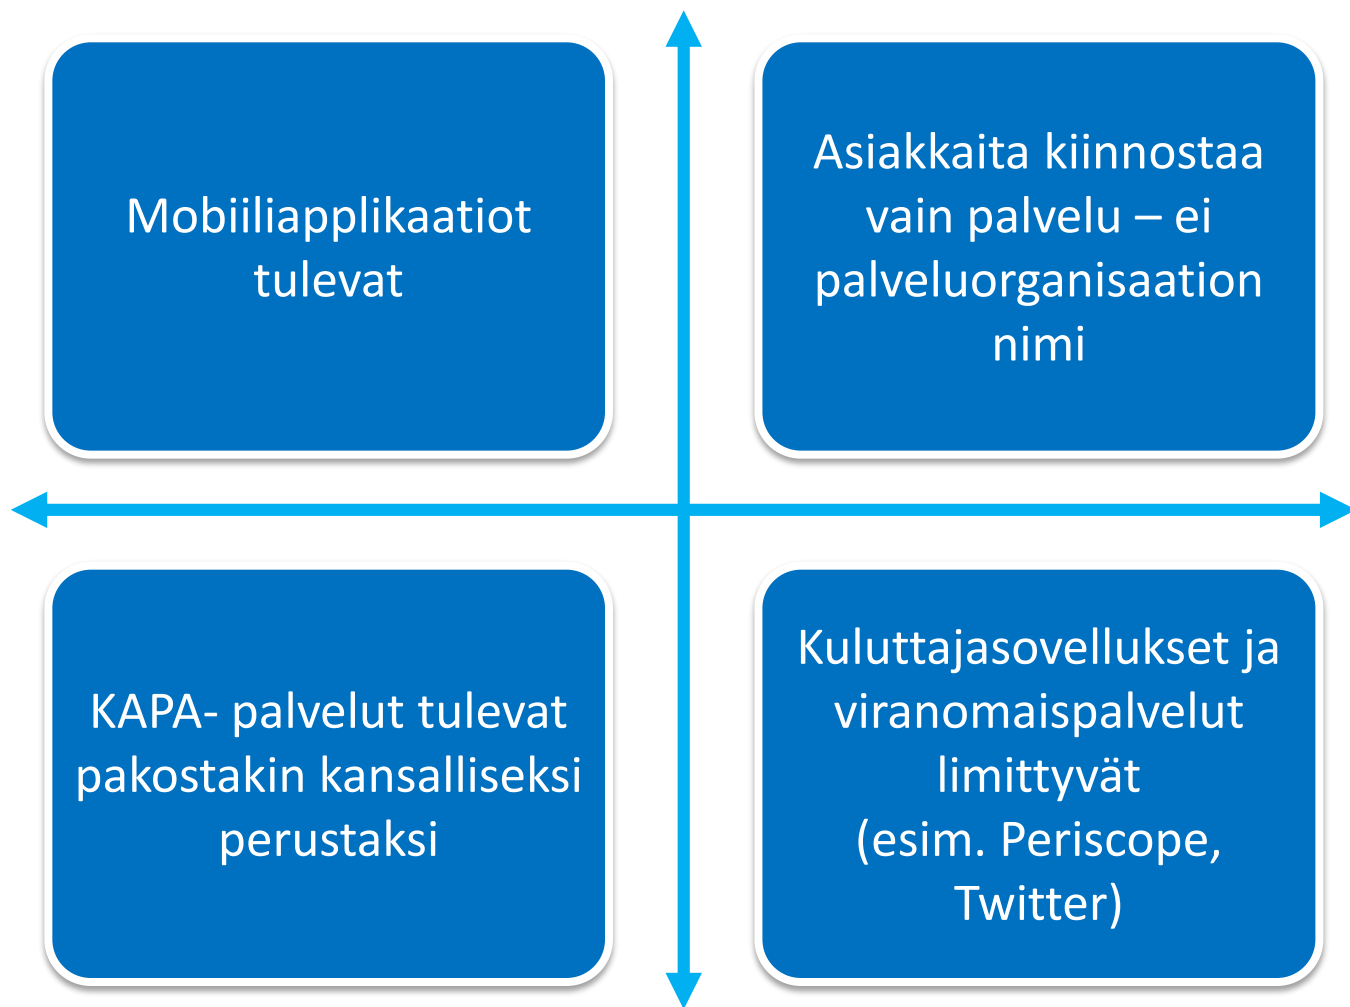 Mobiiliapplikaatiot
tulevat
Asiakkaita kiinnostaa
vain palvelu – ei
palveluorganisaation
nimi
KAPA- palvelut tulevat
pakostakin kansalliseksi
perustaksi
Kuluttajasovellukset ja
viranomaispalvelut
limittyvät
(esim. Periscope,
Twitter)